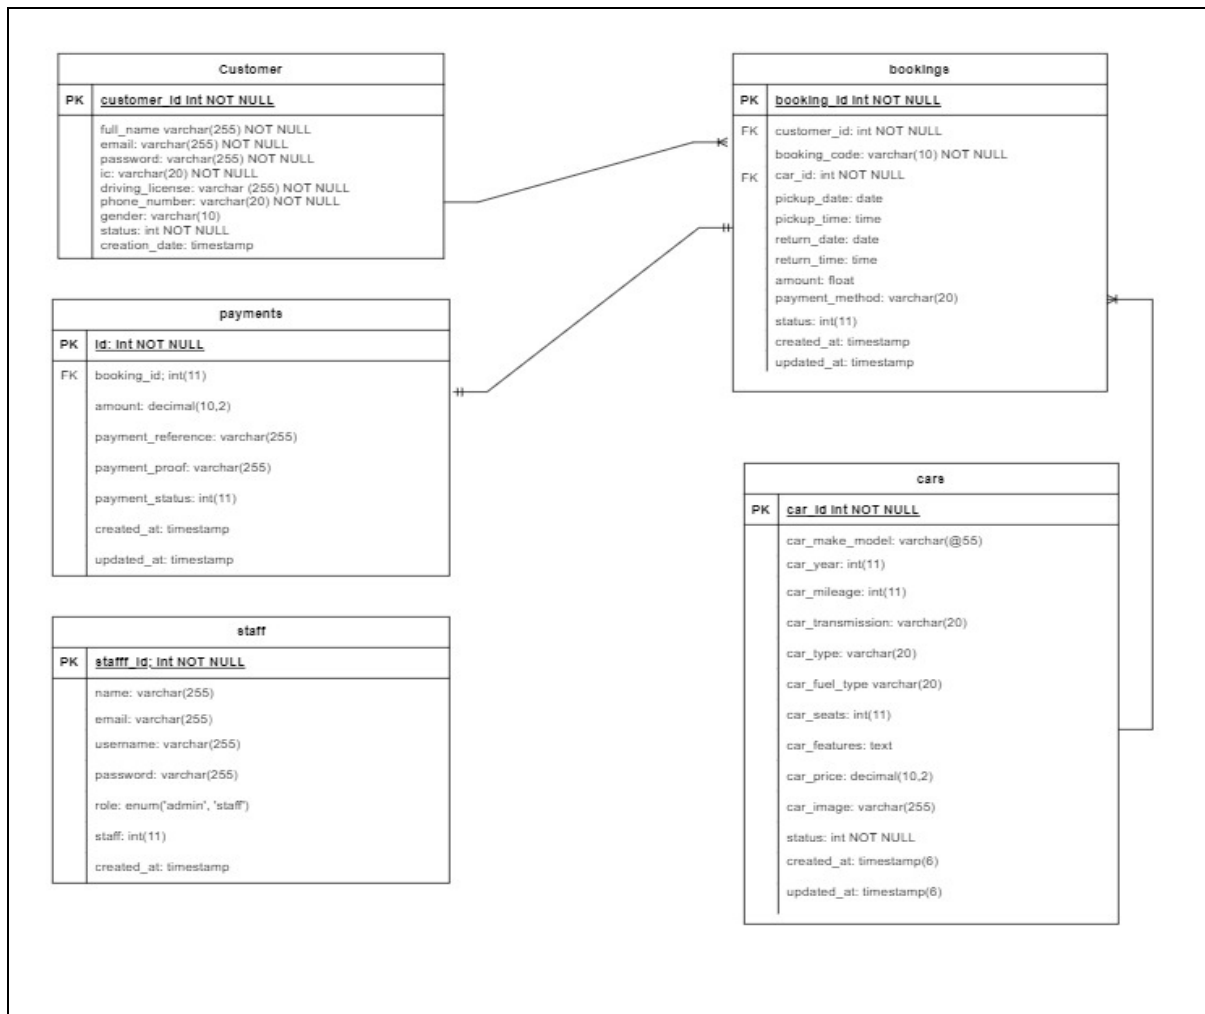 Customer
PK customer_id int NOT NULL
full_name varchar(255) NOT NULL
email: varchar(255) NOT NULL
password: varchar(255) NOT NULL
ic: varchar(20) NOT NULL
driving_license: varchar (255) NOT NULL
phone_number: varchar(20) NOT NULL
gender: varchar(10)
status: int NOT NULL
creation_date: timestamp
payments
PK id: int NOT NULL
FK booking_id; int(11)
amount: decimal(10,2)
payment_reference: varchar(255)
payment_proof: varchar(255)
payment_status: int(11)
created_at: timestamp
updated_at: timestamp
staff
PK stafff_id; int NOT NULL
name: varchar(255)
email: varchar(255)
username: varchar(255)
password: varchar(255)
role: enum('admin', 'staff')
staff: int(11)
created_at: timestamp
bookings
PK booking_id int NOT NULL
FK customer_id: int NOT NULL
booking_code: varchar(10) NOT NULL
FK car_id: int NOT NULL
pickup_date: date
pickup_time: time
return_date: date
return_time: time
amount: float
payment_method: varchar(20)
status: int(11)
created_at: timestamp
updated_at: timestamp
cars
PK car_id int NOT NULL
car_make_model: varchar(@55)
car_year: int(11)
car_mileage: int(11)
car_transmission: varchar(20)
car_type: varchar(20)
car_fuel_type varchar(20)
car_seats: int(11)
car_features: text
car_price: decimal(10,2)
car_image: varchar(255)
status: int NOT NULL
created_at: timestamp(6)
updated_at: timestamp(6)